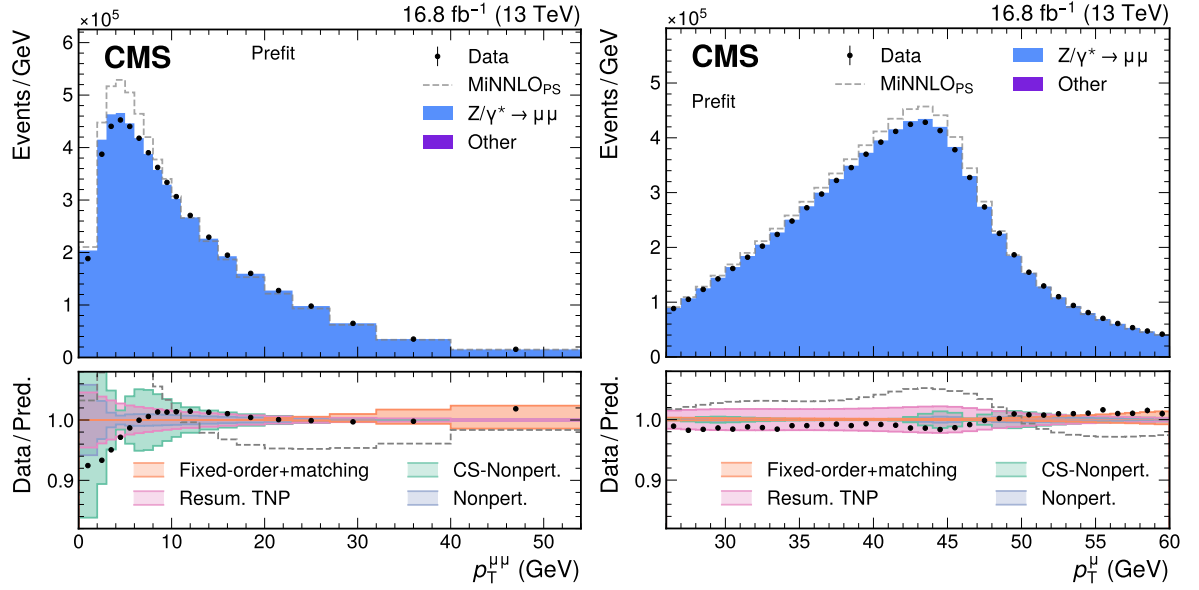 ×10⁵
16.8 fb⁻¹ (13 TeV)
CMS
Prefit
Data
MiNNLO_PS
Z/γ* → μμ
Other
Events / GeV
6
5
4
3
2
1
0
Data / Pred.
1.0
0.9
Fixed-order+matching
CS-Nonpert.
Resum. TNP
Nonpert.
0 10 20 30 40 50
p_T^μμ (GeV)
×10⁵
16.8 fb⁻¹ (13 TeV)
CMS
Prefit
Data
MiNNLO_PS
Z/γ* → μμ
Other
Events / GeV
5
4
3
2
1
0
Data / Pred.
1.0
0.9
Fixed-order+matching
CS-Nonpert.
Resum. TNP
Nonpert.
30 35 40 45 50 55 60
p_T^μ (GeV)